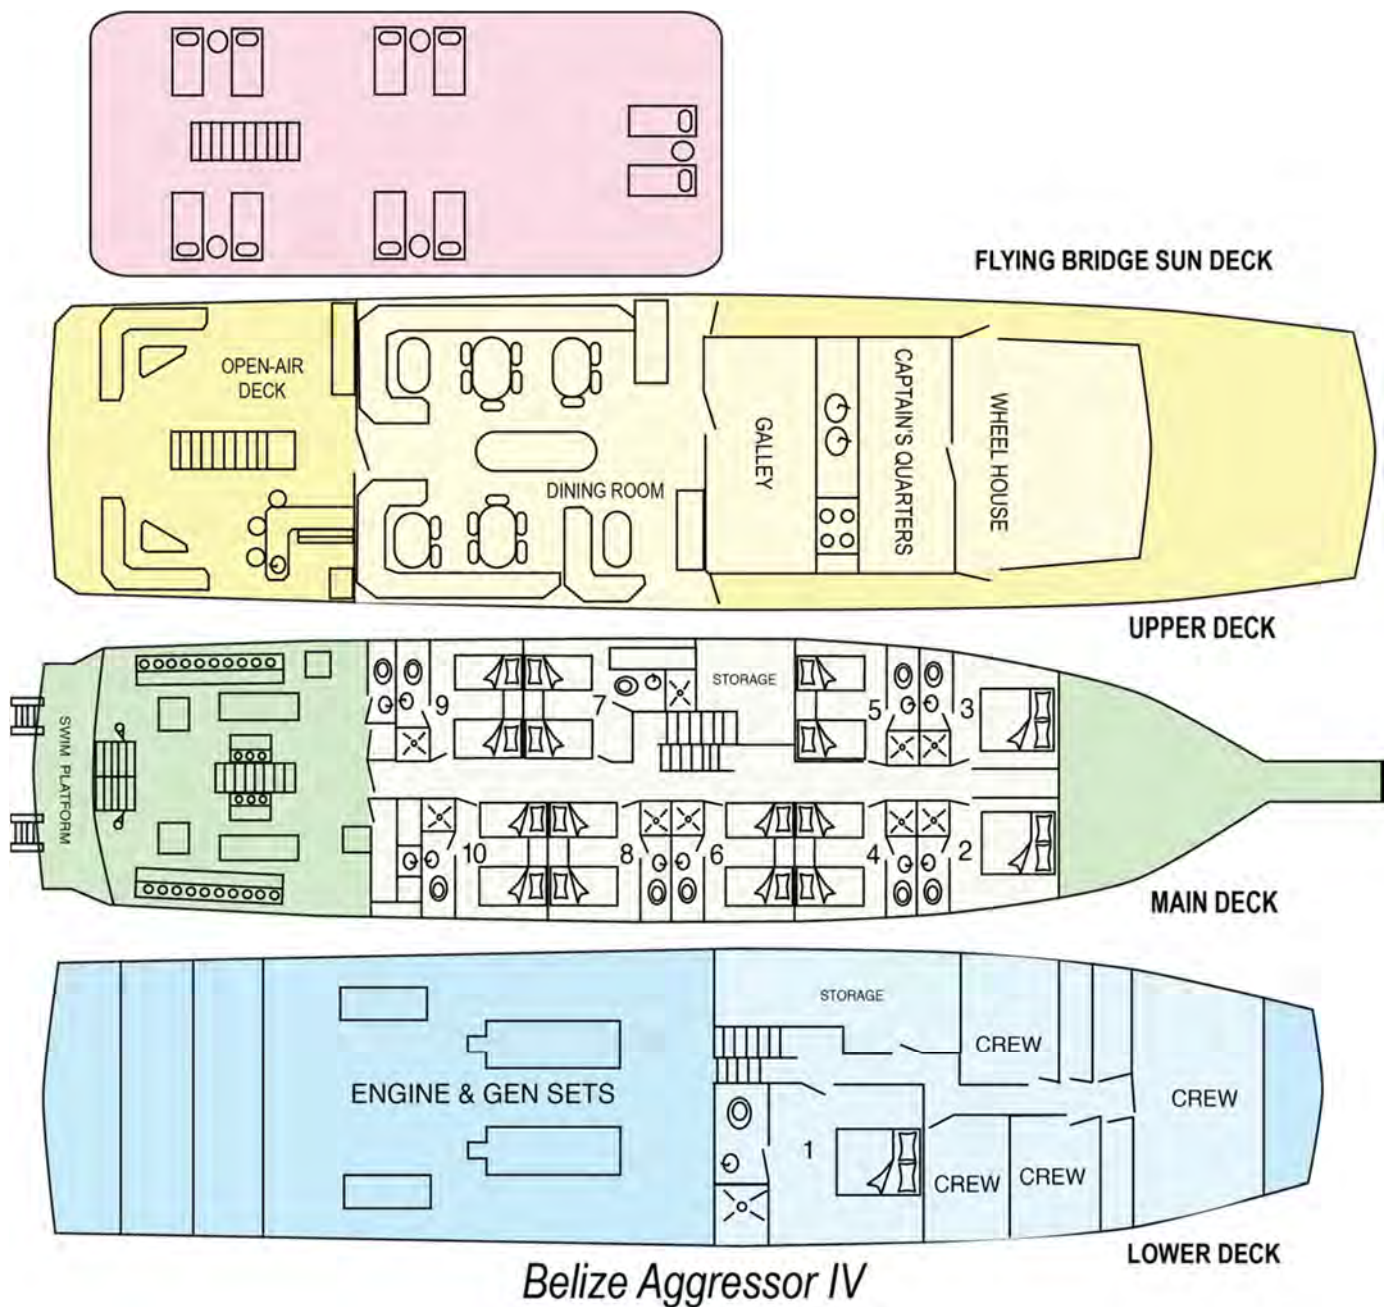 FLYING BRIDGE SUN DECK
OPEN-AIR
DECK
DINING ROOM
GALLEY
CAPTAIN'S QUARTERS
WHEEL HOUSE
UPPER DECK
SWIM PLATFORM
9
7
STORAGE
5
3
10
8
6
4
2
MAIN DECK
STORAGE
CREW
ENGINE & GEN SETS
CREW
1
CREW
CREW
LOWER DECK
Belize Aggressor IV